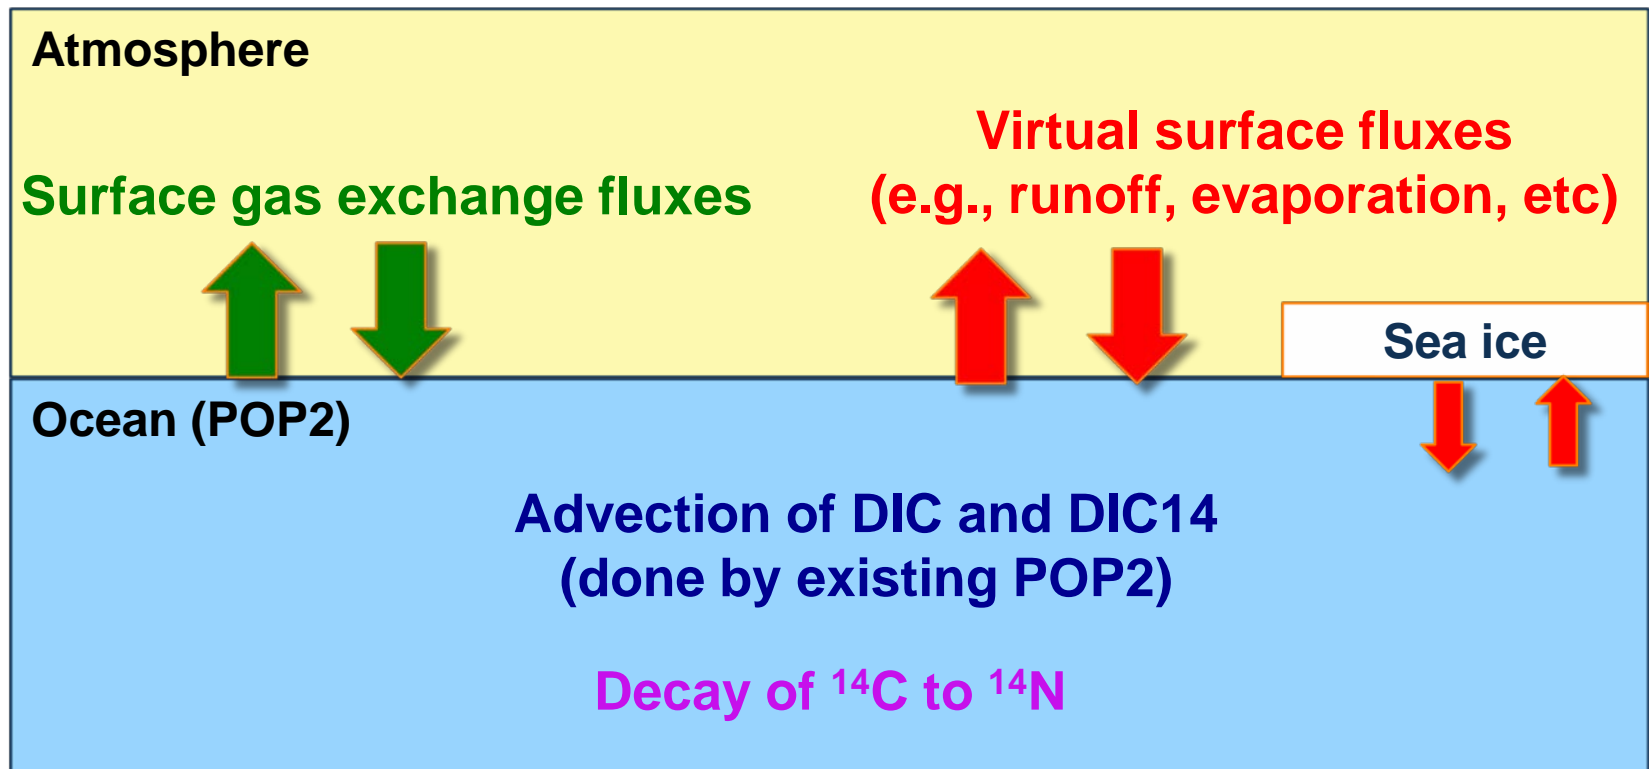 Atmosphere
Virtual surface fluxes
Surface gas exchange fluxes
(e.g., runoff, evaporation, etc)
Sea ice
Ocean (POP2)
Advection of DIC and DIC14
(done by existing POP2)
Decay of ¹⁴C to ¹⁴N